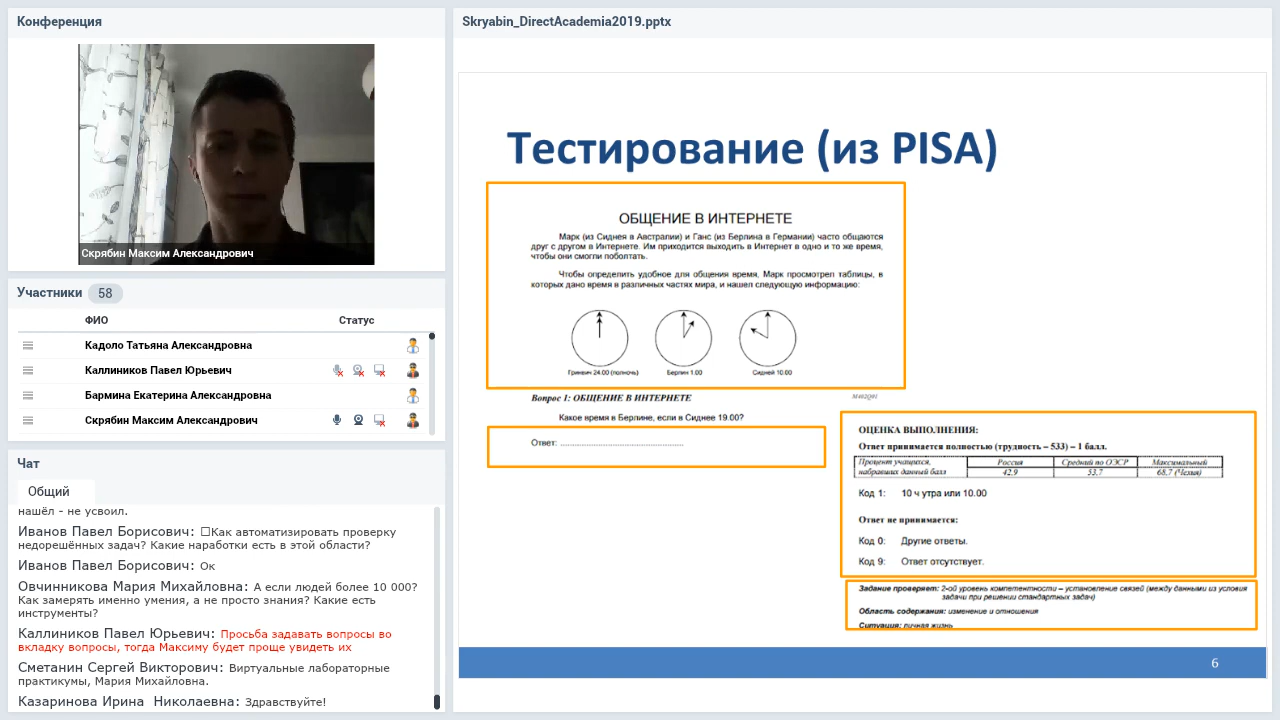 Конференция
Скрябин Максим Александрович
Участники 58
ФИО Статус
Кадоло Татьяна Александровна
Каллиников Павел Юрьевич
Бармина Екатерина Александровна
Скрябин Максим Александрович
Чат
Общий
нашёл - не усвоил.
Иванов Павел Борисович: Как автоматизировать проверку
недорешённых задач? Какие наработки есть в этой области?
Иванов Павел Борисович: Ок
Овчинникова Мария Михайловна: А если людей более 10 000?
Как замерять именно умения, а не просто знания? Какие есть
инструменты?
Каллиников Павел Юрьевич: Просьба задавать вопросы во
вкладку вопросы, тогда Максиму будет проще увидеть их
Сметанин Сергей Викторович: Виртуальные лабораторные
практикумы, Мария Михайловна.
Казаринова Ирина Николаевна: Здравствуйте!
Skryabin_DirectAcademia2019.pptx
Тестирование (из PISA)
ОБЩЕНИЕ В ИНТЕРНЕТЕ
Марк (из Сиднея в Австралии) и Ганс (из Берлина в Германии) часто общаются
друг с другом в Интернете. Им приходится выходить в Интернет в одно и то же время,
чтобы они смогли поболтать.
Чтобы определить удобное для общения время, Марк просмотрел таблицы, в
которых дано время в различных частях мира, и нашел следующую информацию:
Гринвич 24.00 (полночь) Берлин 1.00 Сидней 10.00
Вопрос 1: ОБЩЕНИЕ В ИНТЕРНЕТЕ
M402Q01
Какое время в Берлине, если в Сиднее 19.00?
Ответ: ...................................................
ОЦЕНКА ВЫПОЛНЕНИЯ:
Ответ принимается полностью (трудность – 533) – 1 балл.
Процент учащихся, Россия Средний по ОЭСР Максимальный
набравших данный балл 42,9 53,7 68,7 (Чехия)
Код 1: 10 ч утра или 10.00
Ответ не принимается:
Код 0: Другие ответы.
Код 9: Ответ отсутствует.
Задание проверяет: 2-ой уровень компетентности – установление связей (между данными из условия
задачи при решении стандартных задач)
Область содержания: изменение и отношения
Ситуация: личная жизнь
6